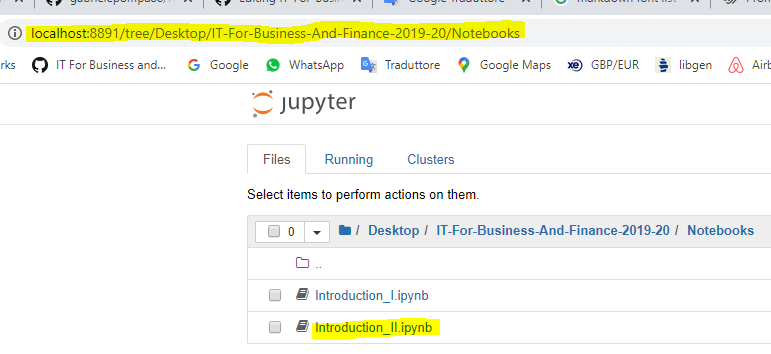 localhost:8891/tree/Desktop/IT-For-Business-And-Finance-2019-20/Notebooks
rks IT For Business and... Google WhatsApp Traduttore Google Maps GBP/EUR libgen Airb
jupyter
Files Running Clusters
Select items to perform actions on them.
0 / Desktop / IT-For-Business-And-Finance-2019-20 / Notebooks
..
Introduction_I.ipynb
Introduction_II.ipynb